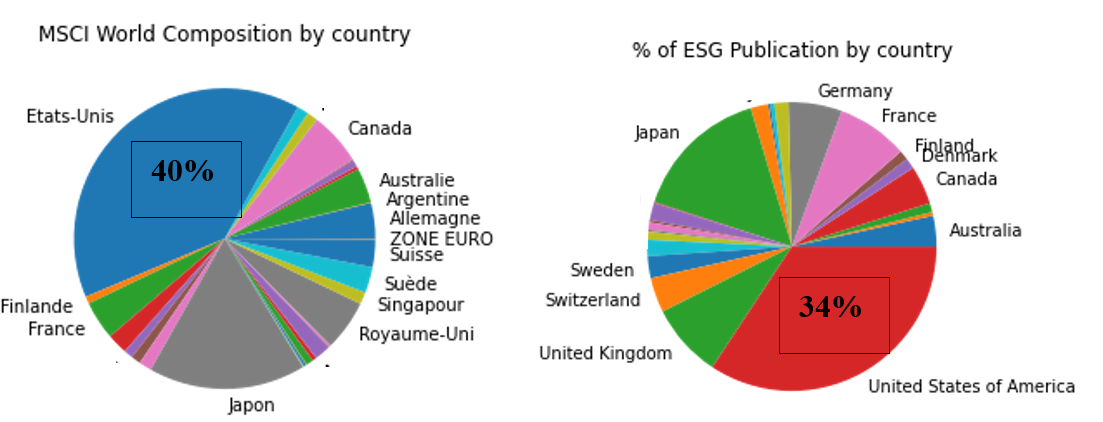 MSCI World Composition by country
Etats-Unis
40%
Canada
Australie
Argentine
Allemagne
ZONE EURO
Suisse
Suède
Singapour
Royaume-Uni
Finlande
France
Japon
% of ESG Publication by country
Germany
France
Finland
Denmark
Canada
Australia
Japan
Sweden
Switzerland
34%
United Kingdom
United States of America